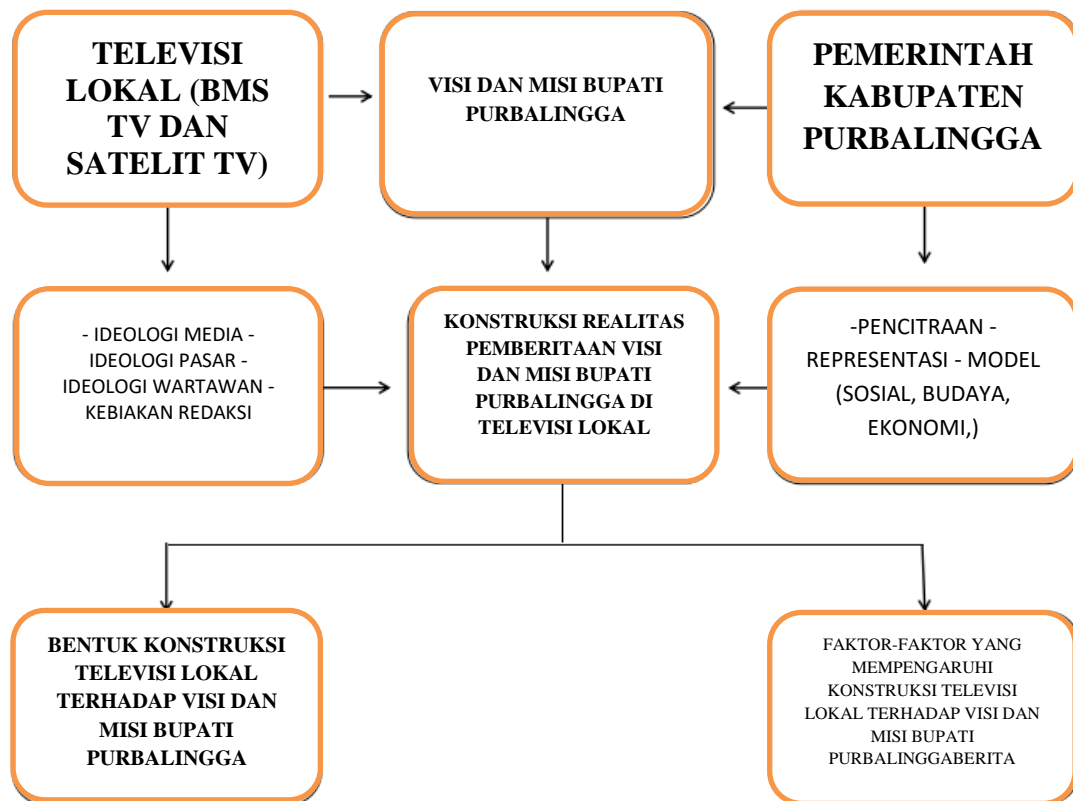 TELEVISI
LOKAL (BMS
TV DAN
SATELIT TV)
VISI DAN MISI BUPATI
PURBALINGGA
PEMERINTAH
KABUPATEN
PURBALINGGA
- IDEOLOGI MEDIA -
IDEOLOGI PASAR -
IDEOLOGI WARTAWAN -
KEBIAKAN REDAKSI
KONSTRUKSI REALITAS
PEMBERITAAN VISI
DAN MISI BUPATI
PURBALINGGA DI
TELEVISI LOKAL
-PENCITRAAN -
REPRESENTASI - MODEL
(SOSIAL, BUDAYA,
EKONOMI,)
BENTUK KONSTRUKSI
TELEVISI LOKAL
TERHADAP VISI DAN
MISI BUPATI
PURBALINGGA
FAKTOR-FAKTOR YANG
MEMPENGARUHI
KONSTRUKSI TELEVISI
LOKAL TERHADAP VISI DAN
MISI BUPATI
PURBALINGGABERITA